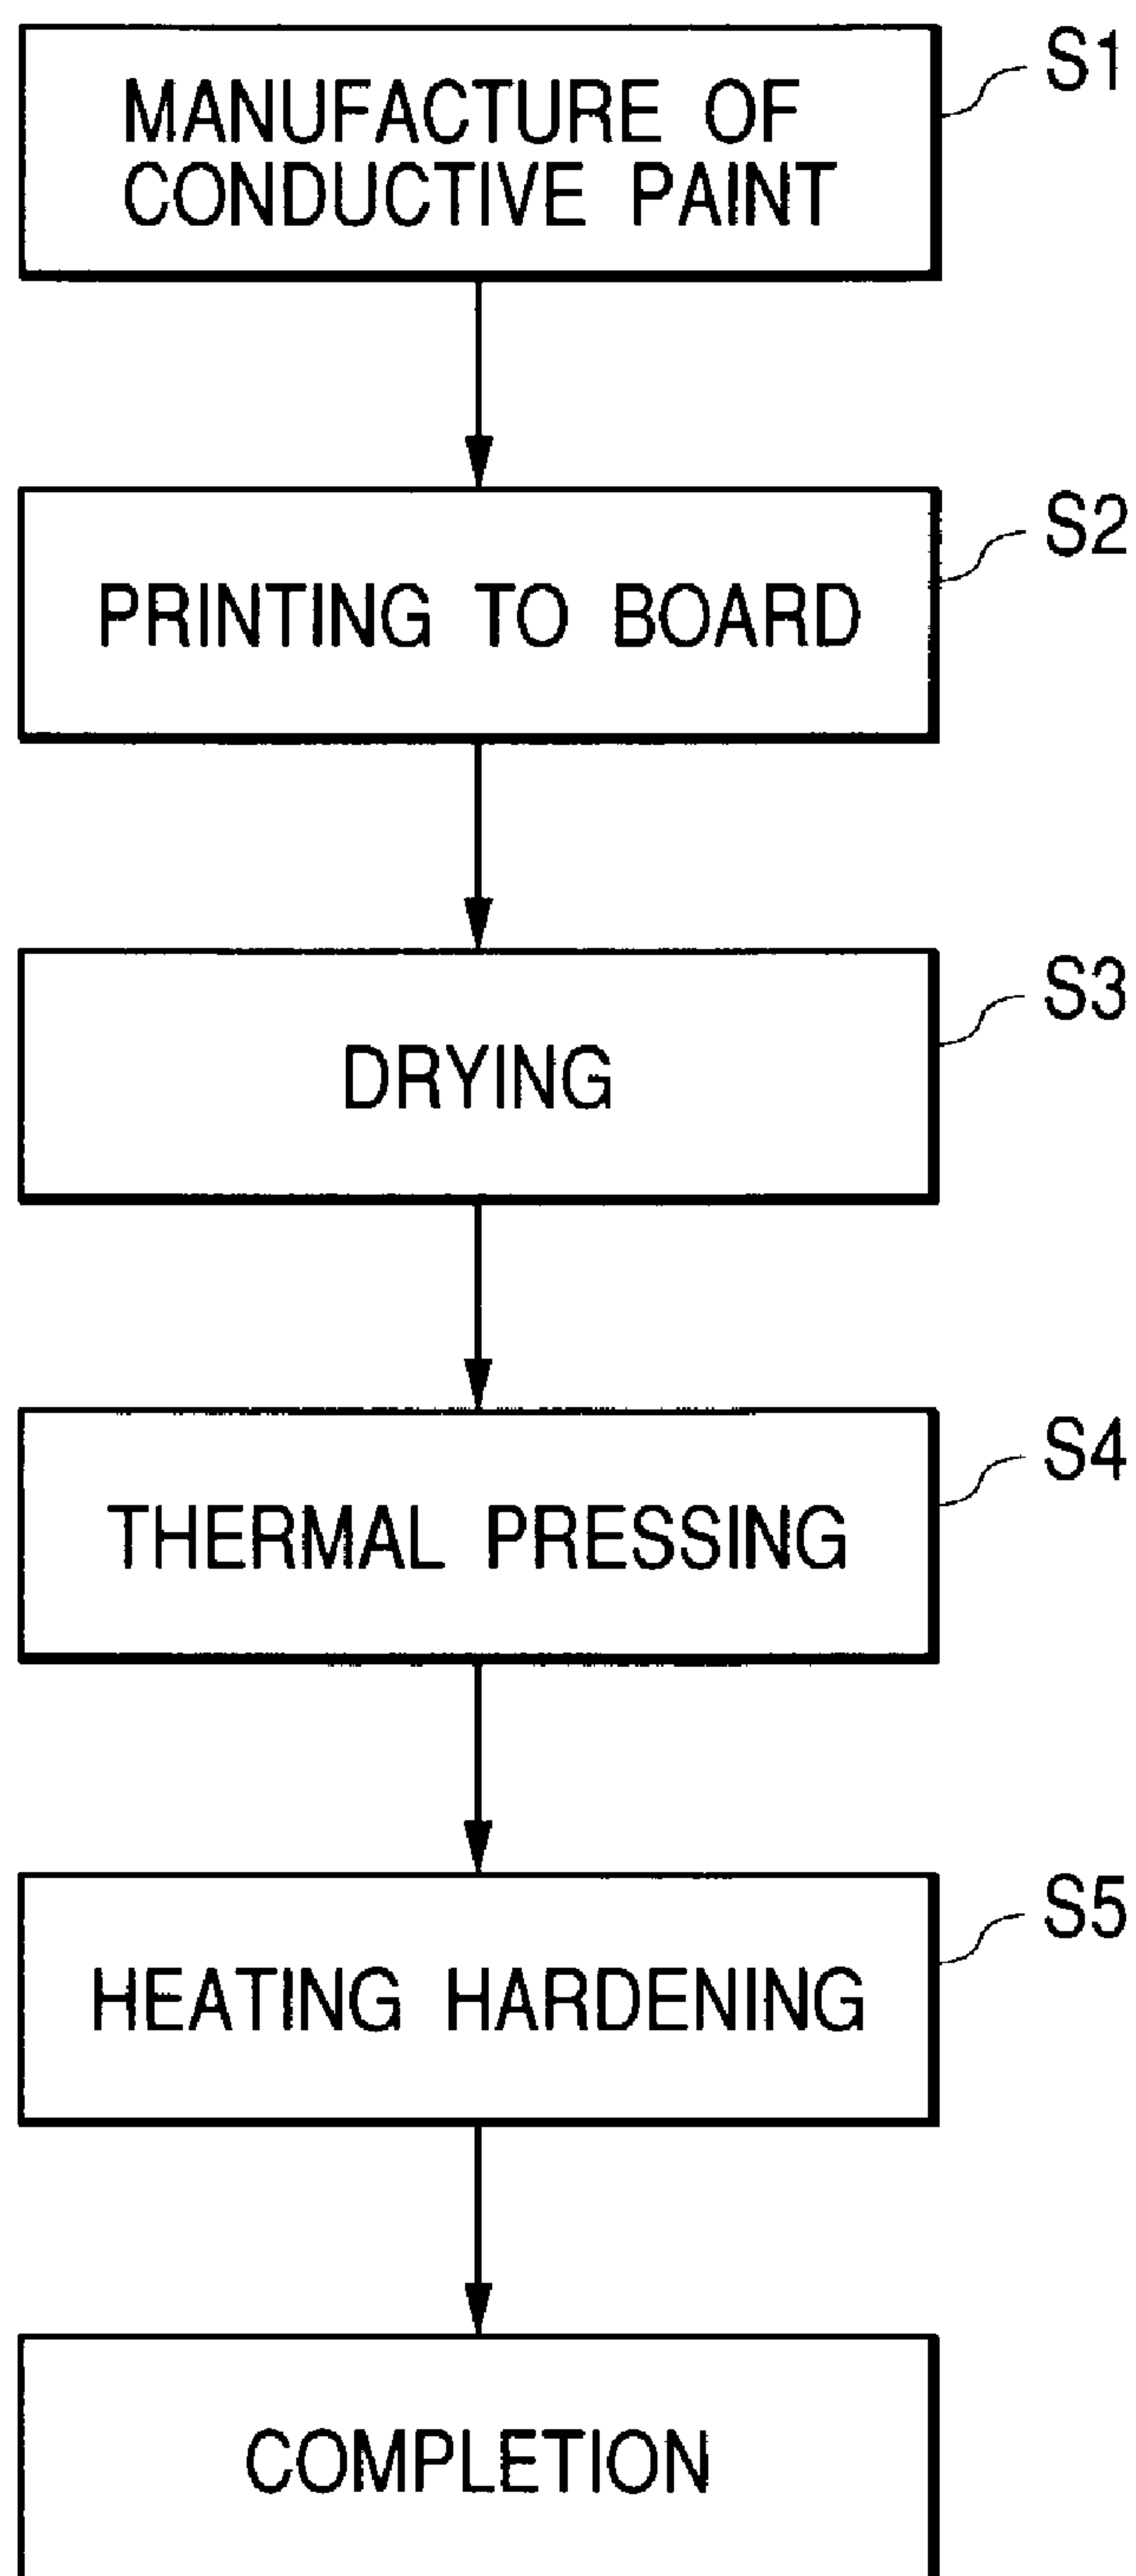 MANUFACTURE OF
CONDUCTIVE PAINT
S1
PRINTING TO BOARD
S2
DRYING
S3
THERMAL PRESSING
S4
HEATING HARDENING
S5
COMPLETION